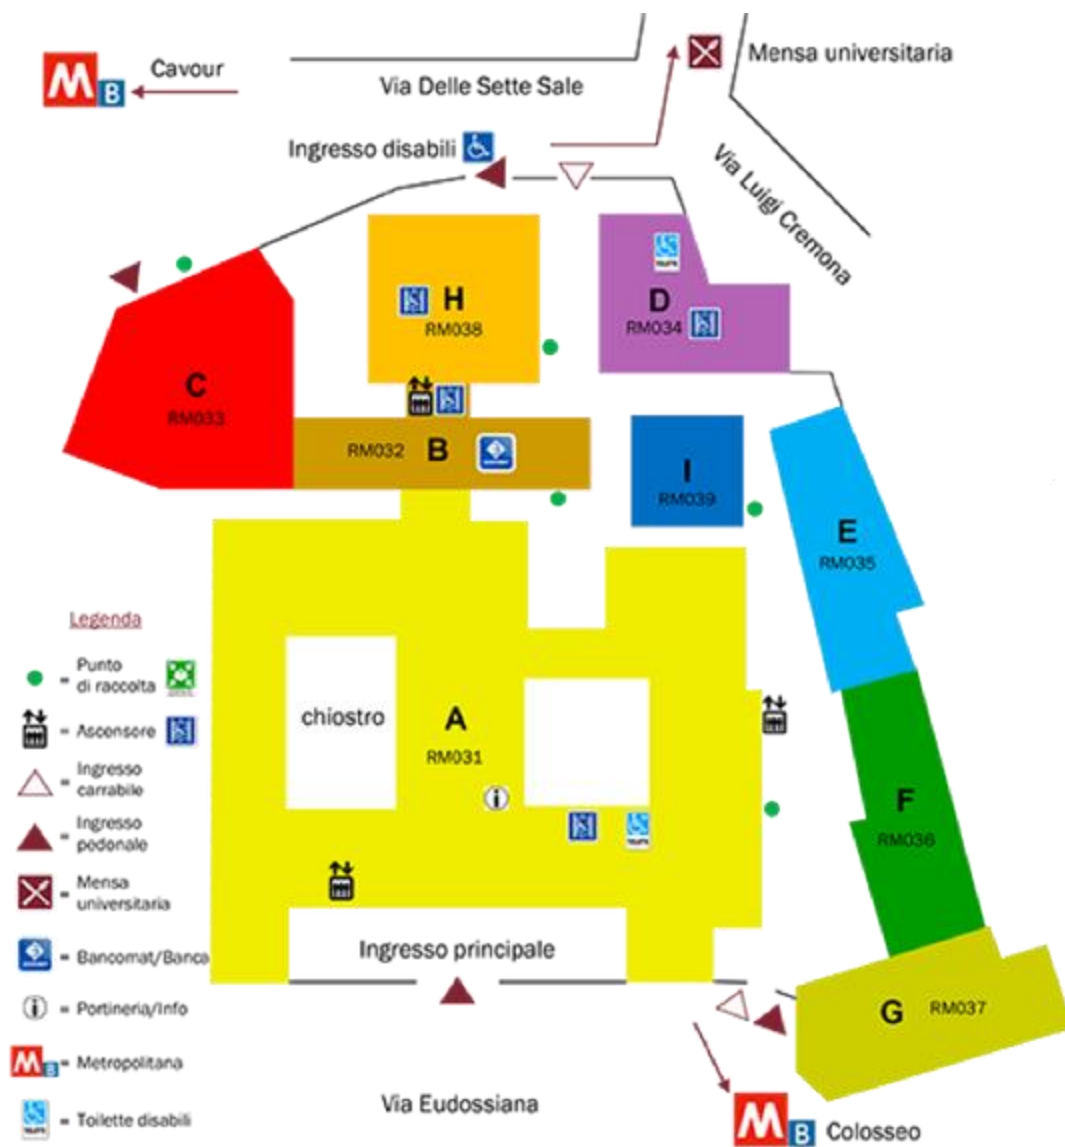 M B
Cavour
Via Delle Sette Sale
Mensa universitaria
Ingresso disabili
Via Luigi Cremona
H
RM038
D
RM034
C
RM033
RM032 B
I
RM039
E
RM035
chiostro
A
RM031
F
RM036
Ingresso principale
G RM037
Via Eudossiana
M B Colosseo
Legenda
= Punto
di raccolta
= Ascensore
= Ingresso
carrabile
= Ingresso
pedonale
= Mensa
universitaria
= Bancomat/Banca
i = Portineria/Info
M B = Metropolitana
= Toilette disabili